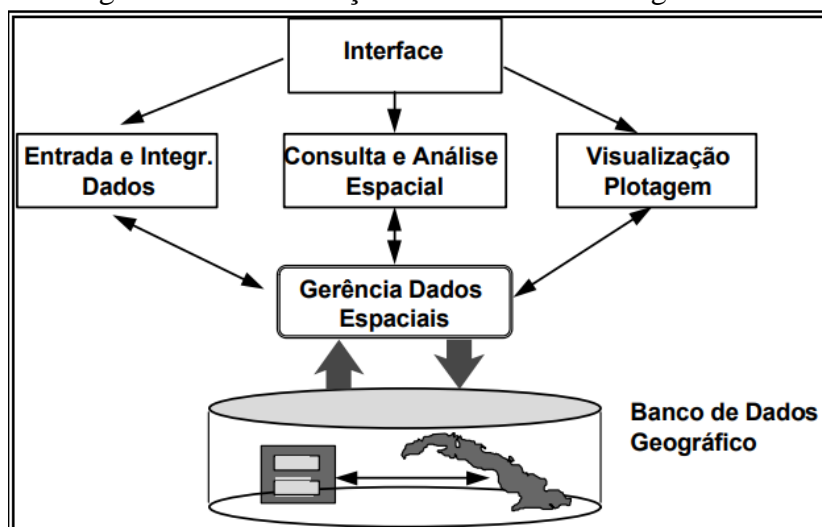 Interface
Entrada e Integr.
Dados
Consulta e Análise
Espacial
Visualização
Plotagem
Gerência Dados
Espaciais
Banco de Dados
Geográfico